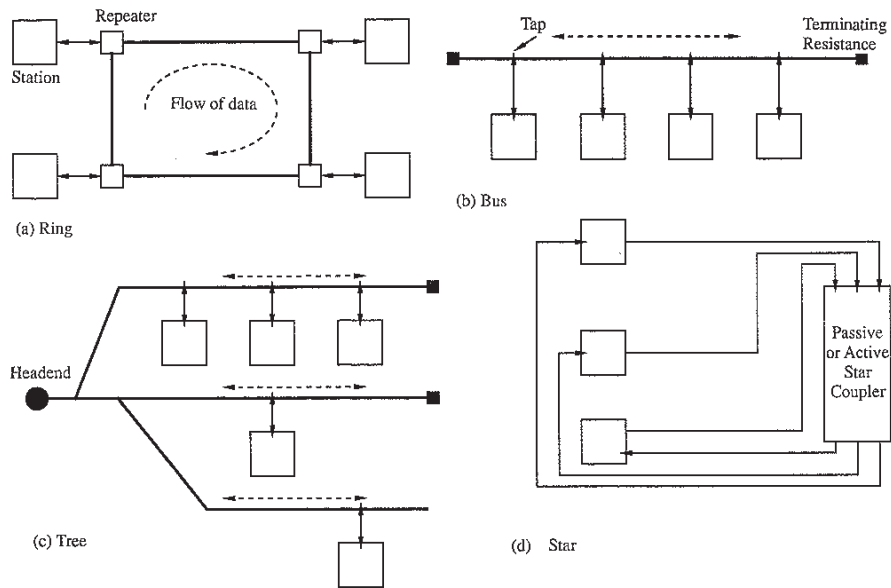 Repeater
Station
Flow of data
(a) Ring
Tap
Terminating
Resistance
(b) Bus
Headend
(c) Tree
Passive
or Active
Star
Coupler
(d) Star